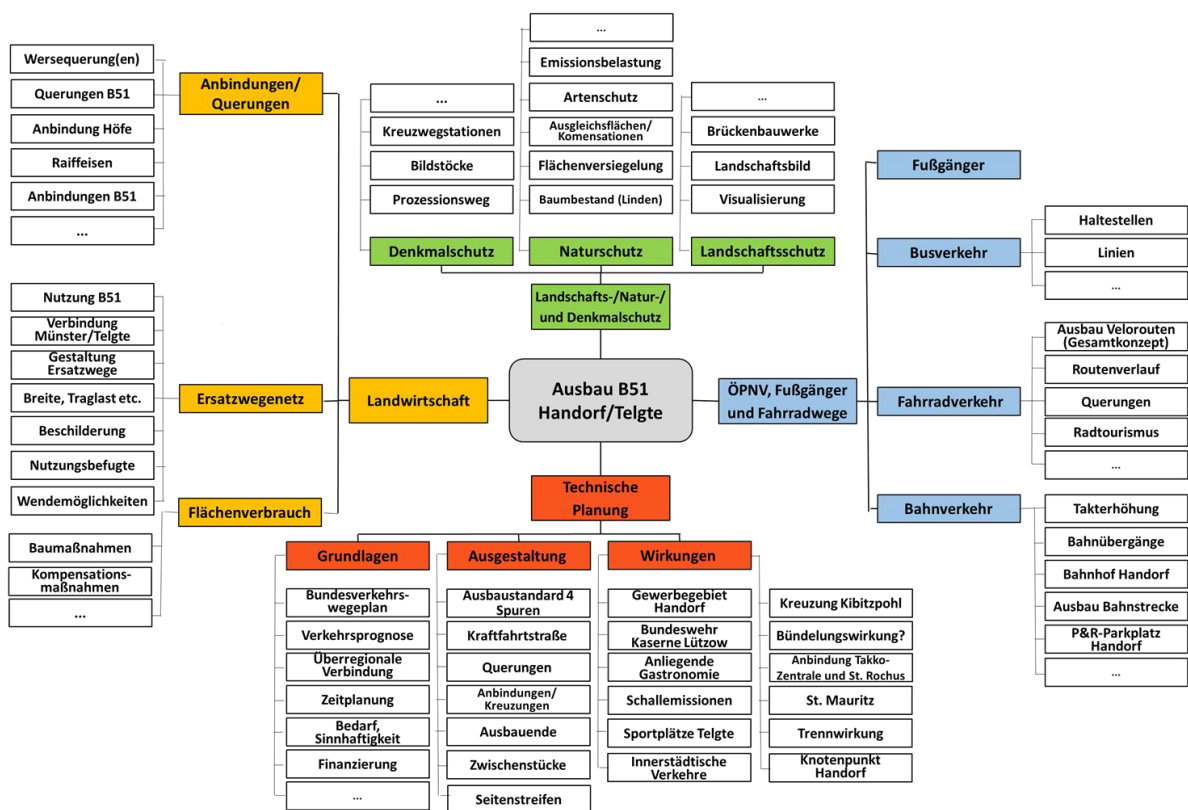 Wersequerung(en)
Querungen B51
Anbindung Höfe
Raiffeisen
Anbindungen B51
...
Anbindungen/
Querungen
Nutzung B51
Verbindung
Münster/Telgte
Gestaltung
Ersatzwege
Breite, Traglast etc.
Beschilderung
Nutzungsbefugte
Wendemöglichkeiten
Ersatzwegenetz
Baumaßnahmen
Kompensations-
maßnahmen
...
Flächenverbrauch
Landwirtschaft
...
Kreuzwegstationen
Bildstöcke
Prozessionsweg
Denkmalschutz
...
Emissionsbelastung
Artenschutz
Ausgleichsflächen/
Komensationen
Flächenversiegelung
Baumbestand (Linden)
Naturschutz
...
Brückenbauwerke
Landschaftsbild
Visualisierung
Landschaftsschutz
Landschafts-/Natur-/
und Denkmalschutz
Ausbau B51
Handorf/Telgte
ÖPNV, Fußgänger
und Fahrradwege
Fußgänger
Busverkehr
Haltestellen
Linien
...
Fahrradverkehr
Ausbau Velorouten
(Gesamtkonzept)
Routenverlauf
Querungen
Radtourismus
...
Bahnverkehr
Takterhöhung
Bahnübergänge
Bahnhof Handorf
Ausbau Bahnstrecke
P&R-Parkplatz
Handorf
...
Technische
Planung
Grundlagen
Bundesverkehrs-
wegeplan
Verkehrsprognose
Überregionale
Verbindung
Zeitplanung
Bedarf,
Sinnhaftigkeit
Finanzierung
...
Ausgestaltung
Ausbaustandard 4
Spuren
Kraftfahrtstraße
Querungen
Anbindungen/
Kreuzungen
Ausbauende
Zwischenstücke
Seitenstreifen
Wirkungen
Gewerbegebiet
Handorf
Bundeswehr
Kaserne Lützow
Anliegende
Gastronomie
Schallemissionen
Sportplätze Telgte
Innerstädtische
Verkehre
Kreuzung Kibitzpohl
Bündelungswirkung?
Anbindung Takko-
Zentrale und St. Rochus
St. Mauritz
Trennwirkung
Knotenpunkt
Handorf